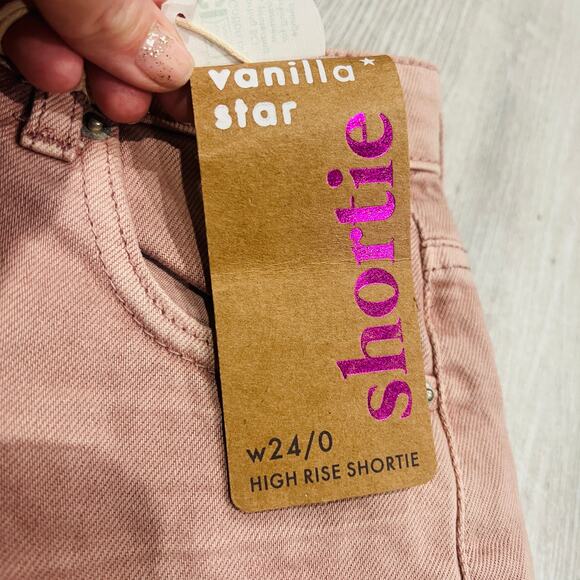 vanilla
star
shortie
w24/0
HIGH RISE SHORTIE